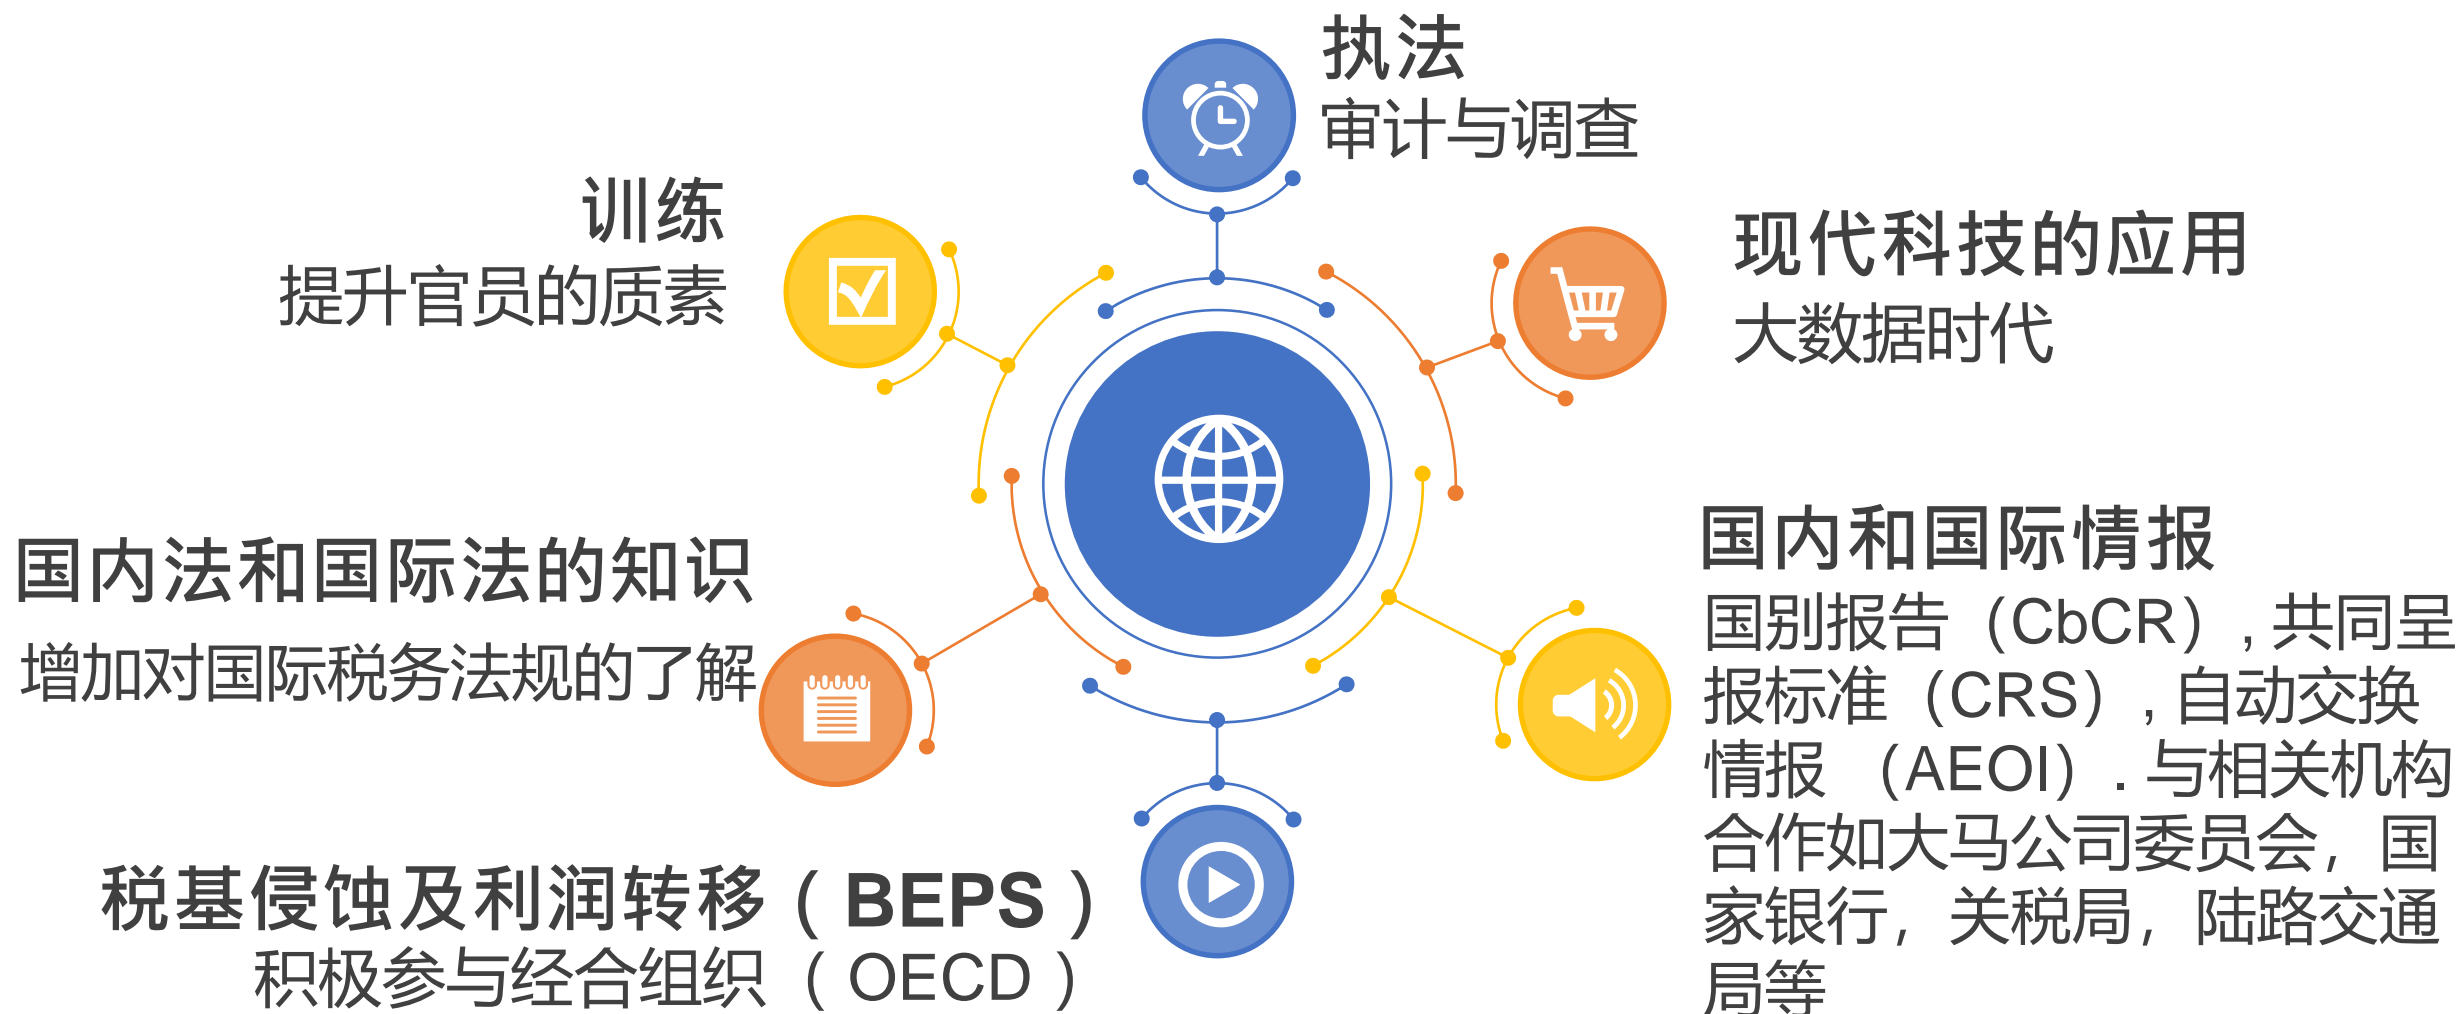 执法
审计与调查
训练
提升官员的质素
现代科技的应用
大数据时代
国内法和国际法的知识
增加对国际税务法规的了解
国内和国际情报
国别报告（CbCR）, 共同呈
报标准（CRS）, 自动交换
情报 （AEOI）. 与相关机构
合作如大马公司委员会，国
家银行，关税局，陆路交通
局等
税基侵蚀及利润转移（BEPS）
积极参与经合组织（OECD）